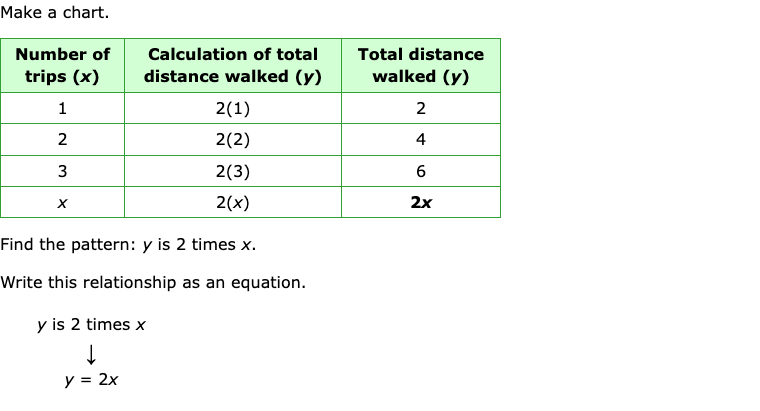 Make a chart.
Number of trips (x) Calculation of total distance walked (y) Total distance walked (y)
1 2(1) 2
2 2(2) 4
3 2(3) 6
x 2(x) 2x
Find the pattern: y is 2 times x.
Write this relationship as an equation.
y is 2 times x
↓
y = 2x